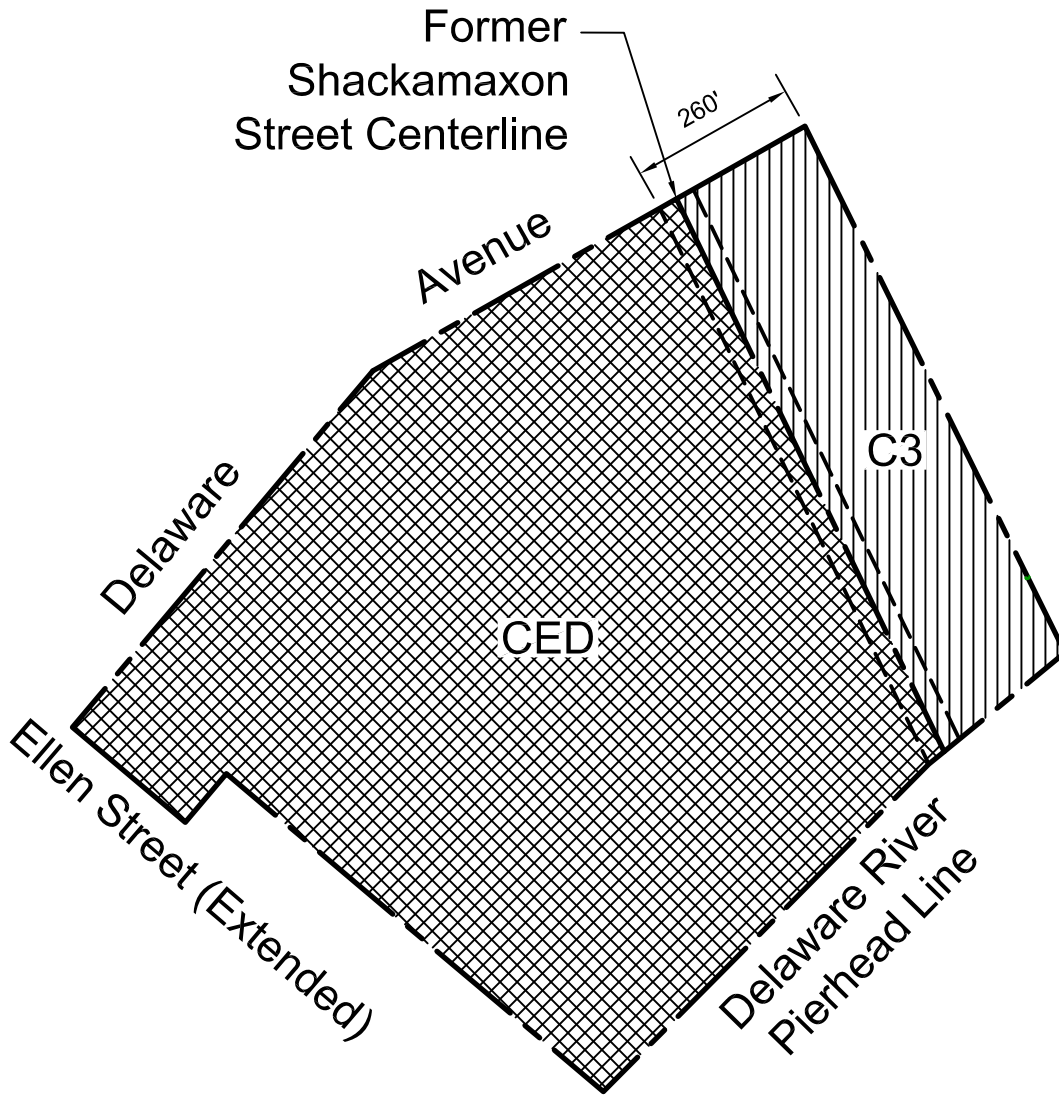 Former
Shackamaxon
Street Centerline
260'
Avenue
Delaware
C3
CED
Ellen Street (Extended)
Delaware River
Pierhead Line